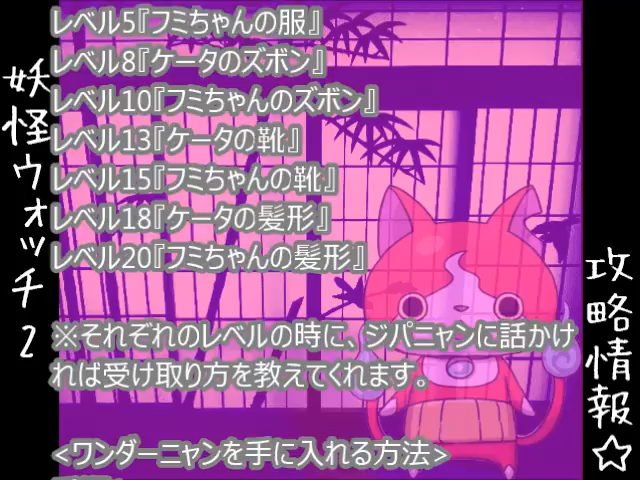 妖怪ウォッチ2
レベル5『フミちゃんの服』
レベル8『ケータのズボン』
レベル10『フミちゃんのズボン』
レベル13『ケータの靴』
レベル15『フミちゃんの靴』
レベル18『ケータの髪形』
レベル20『フミちゃんの髪形』
※それぞれのレベルの時に、ジバニャンに話かけ
れば受け取り方を教えてくれます。
<ワンダーニャンを手に入れる方法>
攻略情報☆